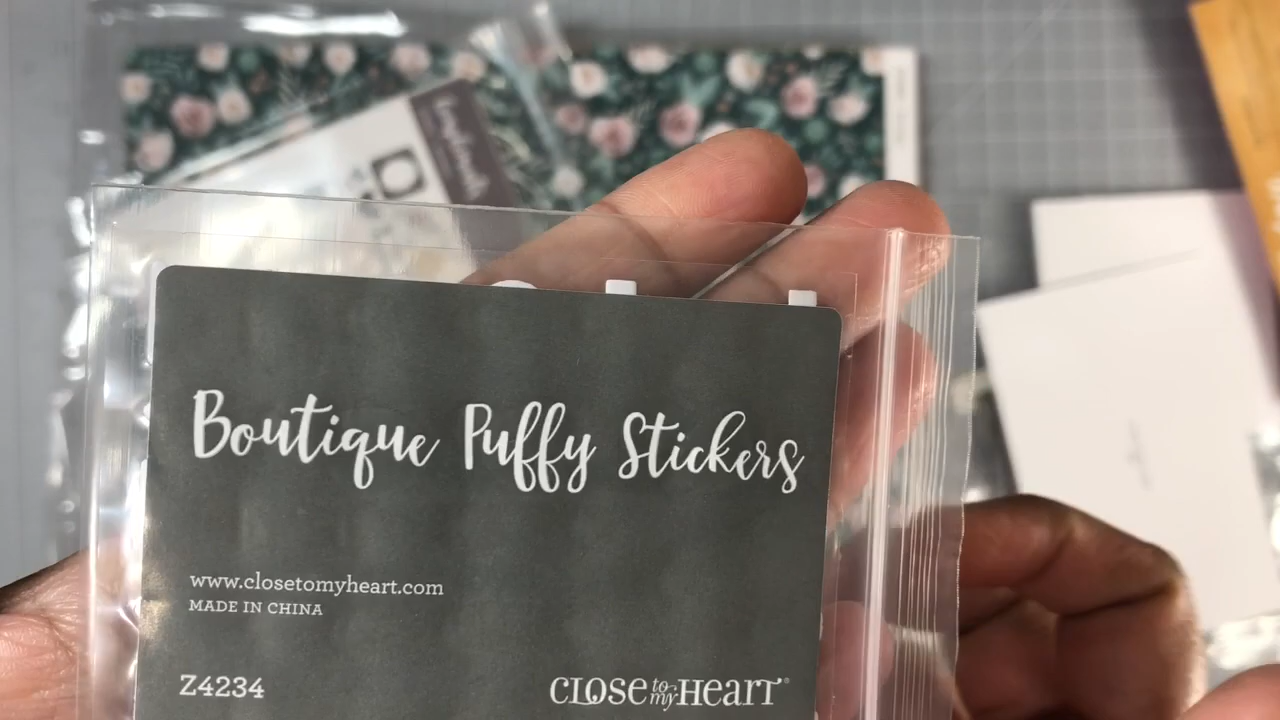 Boutique Puffy Stickers
www.closetomyheart.com
MADE IN CHINA
Z4234
CLOSE to my HEART®